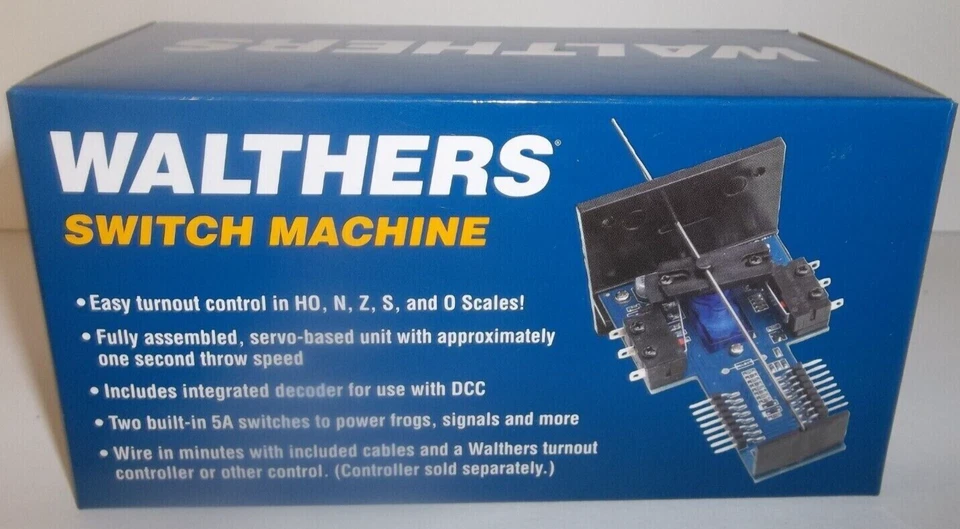 WALTHERS
WALTHERS®
SWITCH MACHINE
• Easy turnout control in HO, N, Z, S, and O Scales!
• Fully assembled, servo-based unit with approximately
one second throw speed
• Includes integrated decoder for use with DCC
• Two built-in 5A switches to power frogs, signals and more
• Wire in minutes with included cables and a Walthers turnout
controller or other control. (Controller sold separately.)